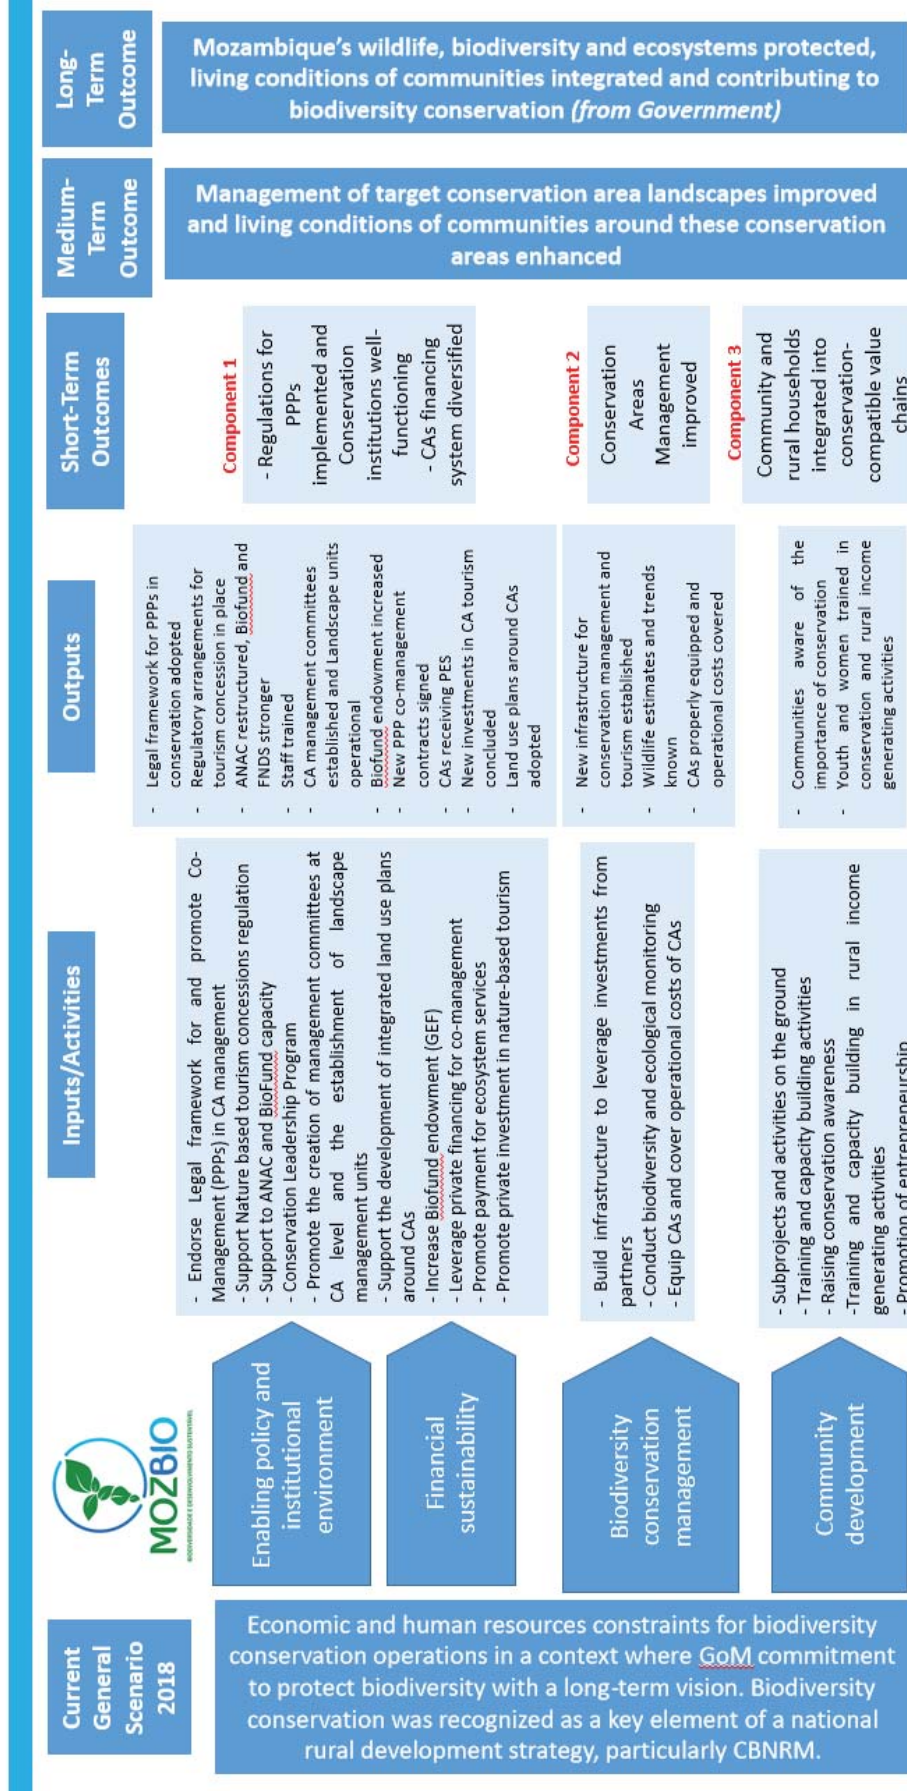 Current
General
Scenario
2018
Economic and human resources constraints for biodiversity
conservation operations in a context where GoM commitment
to protect biodiversity with a long-term vision. Biodiversity
conservation was recognized as a key element of a national
rural development strategy, particularly CBNRM.
MOZBIO
BIODIVERSIDADE E DESENVOLVIMENTO SUSTENTÁVEL
Enabling policy and
institutional
environment
Financial
sustainability
Biodiversity
conservation
management
Community
development
Inputs/Activities
- Endorse Legal framework for and promote Co-
Management (PPPs) in CA management
- Support Nature based tourism concessions regulation
- Support to ANAC and BioFund capacity
- Conservation Leadership Program
- Promote the creation of management committees at
CA level and the establishment of landscape
management units
- Support the development of integrated land use plans
around CAs
- Increase Biofund endowment (GEF)
- Leverage private financing for co-management
- Promote payment for ecosystem services
- Promote private investment in nature-based tourism
- Build infrastructure to leverage investments from
partners
- Conduct biodiversity and ecological monitoring
- Equip CAs and cover operational costs of CAs
- Subprojects and activities on the ground
- Training and capacity building activities
- Raising conservation awareness
-Training and capacity building in rural income
generating activities
- Promotion of entrepreneurship
Outputs
- Legal framework for PPPs in
conservation adopted
- Regulatory arrangements for
tourism concession in place
- ANAC restructured, Biofund and
FNDS stronger
- Staff trained
- CA management committees
established and Landscape units
operational
- Biofund endowment increased
- New PPP co-management
contracts signed
- CAs receiving PES
- New investments in CA tourism
concluded
- Land use plans around CAs
adopted
- New infrastructure for
conservation management and
tourism established
- Wildlife estimates and trends
known
- CAs properly equipped and
operational costs covered
- Communities aware of the
importance of conservation
- Youth and women trained in
conservation and rural income
generating activities
Short-Term
Outcomes
Component 1
- Regulations for
PPPs
implemented and
Conservation
institutions well-
functioning
- CAs financing
system diversified
Component 2
Conservation
Areas
Management
improved
Component 3
Community and
rural households
integrated into
conservation-
compatible value
chains
Medium-
Term
Outcome
Management of target conservation area landscapes improved
and living conditions of communities around these conservation
areas enhanced
Long-
Term
Outcome
Mozambique's wildlife, biodiversity and ecosystems protected,
living conditions of communities integrated and contributing to
biodiversity conservation (from Government)